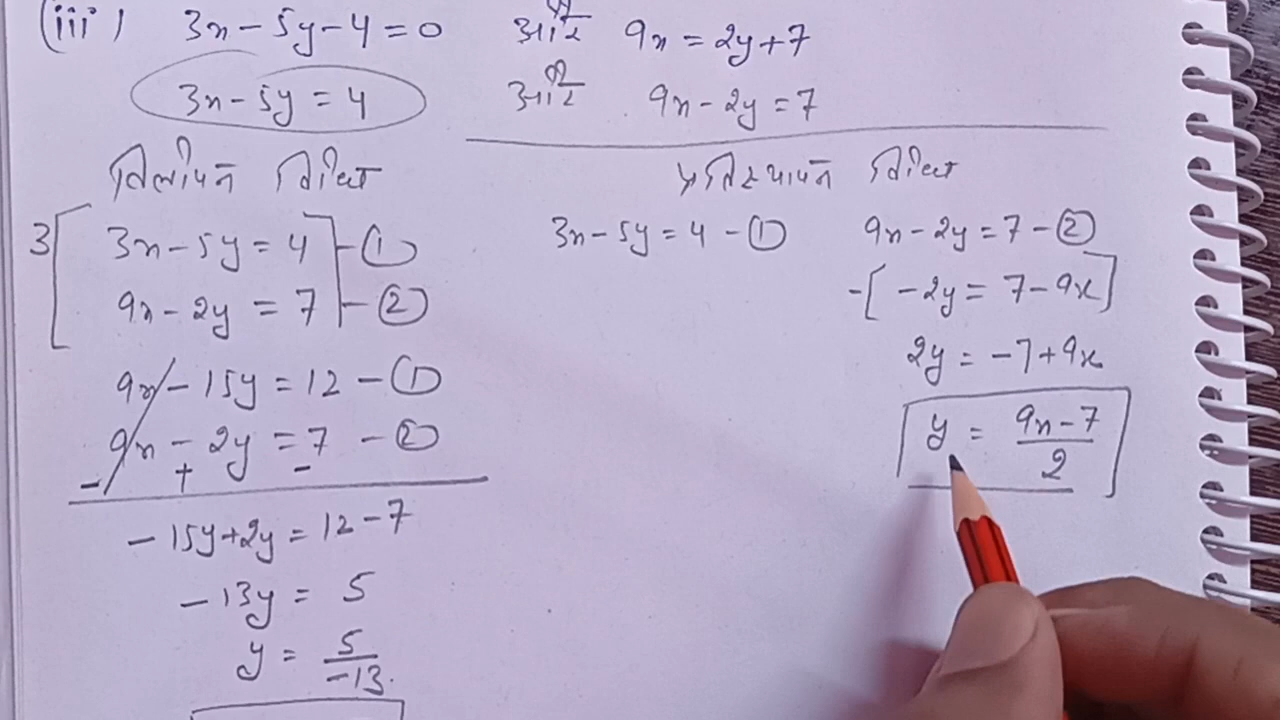 (iii) 3x - 5y - 4 = 0 और 9x = 2y + 7
3x - 5y = 4 और 9x - 2y = 7
विलोपन विधि
3[ 3x - 5y = 4 ] - ①
9x - 2y = 7 - ②
9x - 15y = 12 - ①
9x - 2y = 7 - ②
- + -
- 15y + 2y = 12 - 7
- 13y = 5
y = 5/-13.
प्रतिस्थापन विधि
3x - 5y = 4 - ① 9x - 2y = 7 - ②
-[ -2y = 7 - 9x ]
2y = -7 + 9x
y = 9x - 7/2